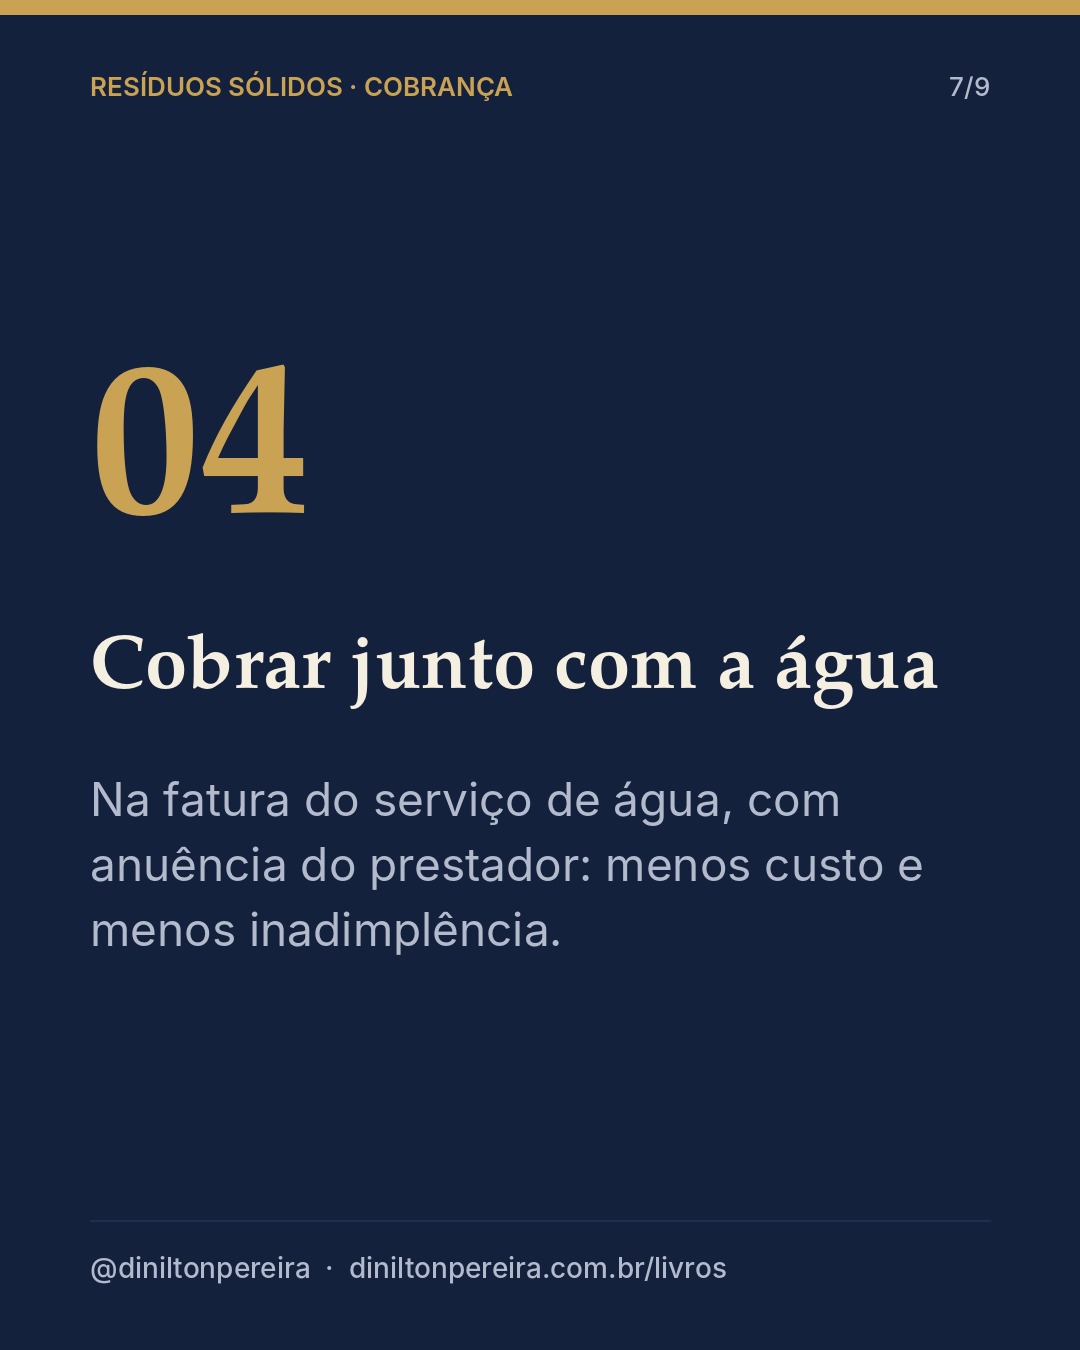 RESÍDUOS SÓLIDOS · COBRANÇA
7/9
04
Cobrar junto com a água
Na fatura do serviço de água, com
anuência do prestador: menos custo e
menos inadimplência.
@diniltonpereira · diniltonpereira.com.br/livros